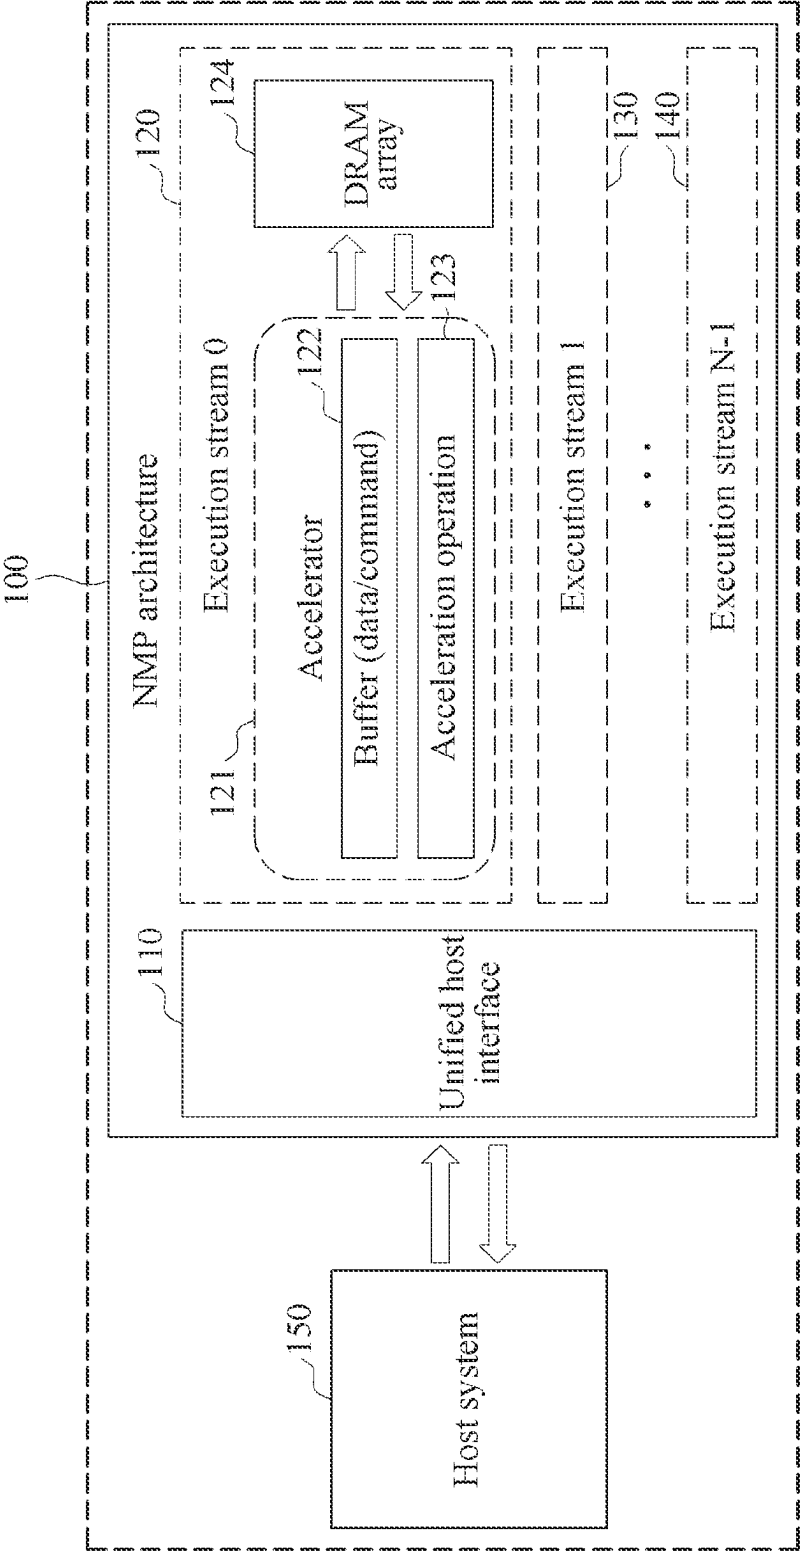 100
NMP architecture
120
Execution stream 0
121
Accelerator
122
Buffer (data/command)
123
Acceleration operation
124
DRAM
array
Execution stream 1
130
...
140
Execution stream N-1
110
Unified host
interface
150
Host system